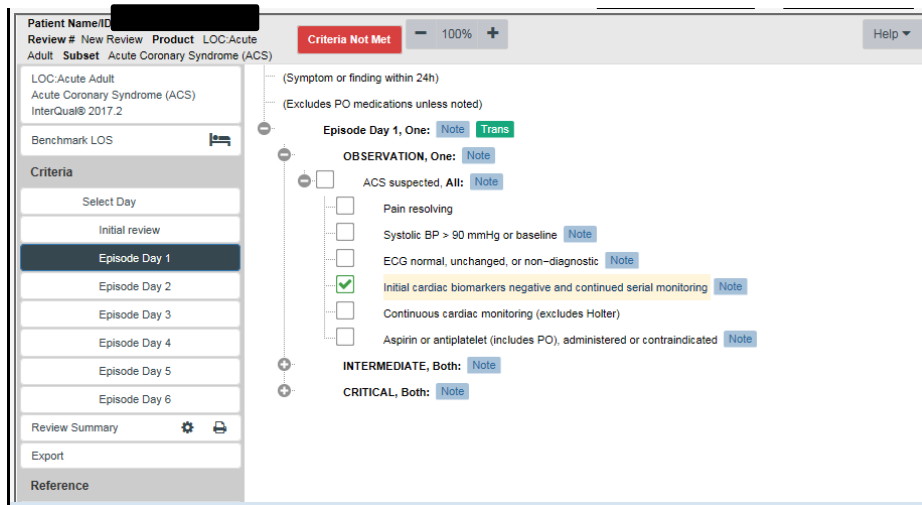 Patient Name/ID
Review # New Review Product LOC:Acute
Adult Subset Acute Coronary Syndrome (ACS)
Criteria Not Met
100%
Help
LOC:Acute Adult
Acute Coronary Syndrome (ACS)
InterQual® 2017.2
Benchmark LOS
Criteria
Select Day
Initial review
Episode Day 1
Episode Day 2
Episode Day 3
Episode Day 4
Episode Day 5
Episode Day 6
Review Summary
Export
Reference
(Symptom or finding within 24h)
(Excludes PO medications unless noted)
Episode Day 1, One: Note Trans
OBSERVATION, One: Note
ACS suspected, All: Note
Pain resolving
Systolic BP > 90 mmHg or baseline Note
ECG normal, unchanged, or non-diagnostic Note
Initial cardiac biomarkers negative and continued serial monitoring Note
Continuous cardiac monitoring (excludes Holter)
Aspirin or antiplatelet (includes PO), administered or contraindicated Note
INTERMEDIATE, Both: Note
CRITICAL, Both: Note